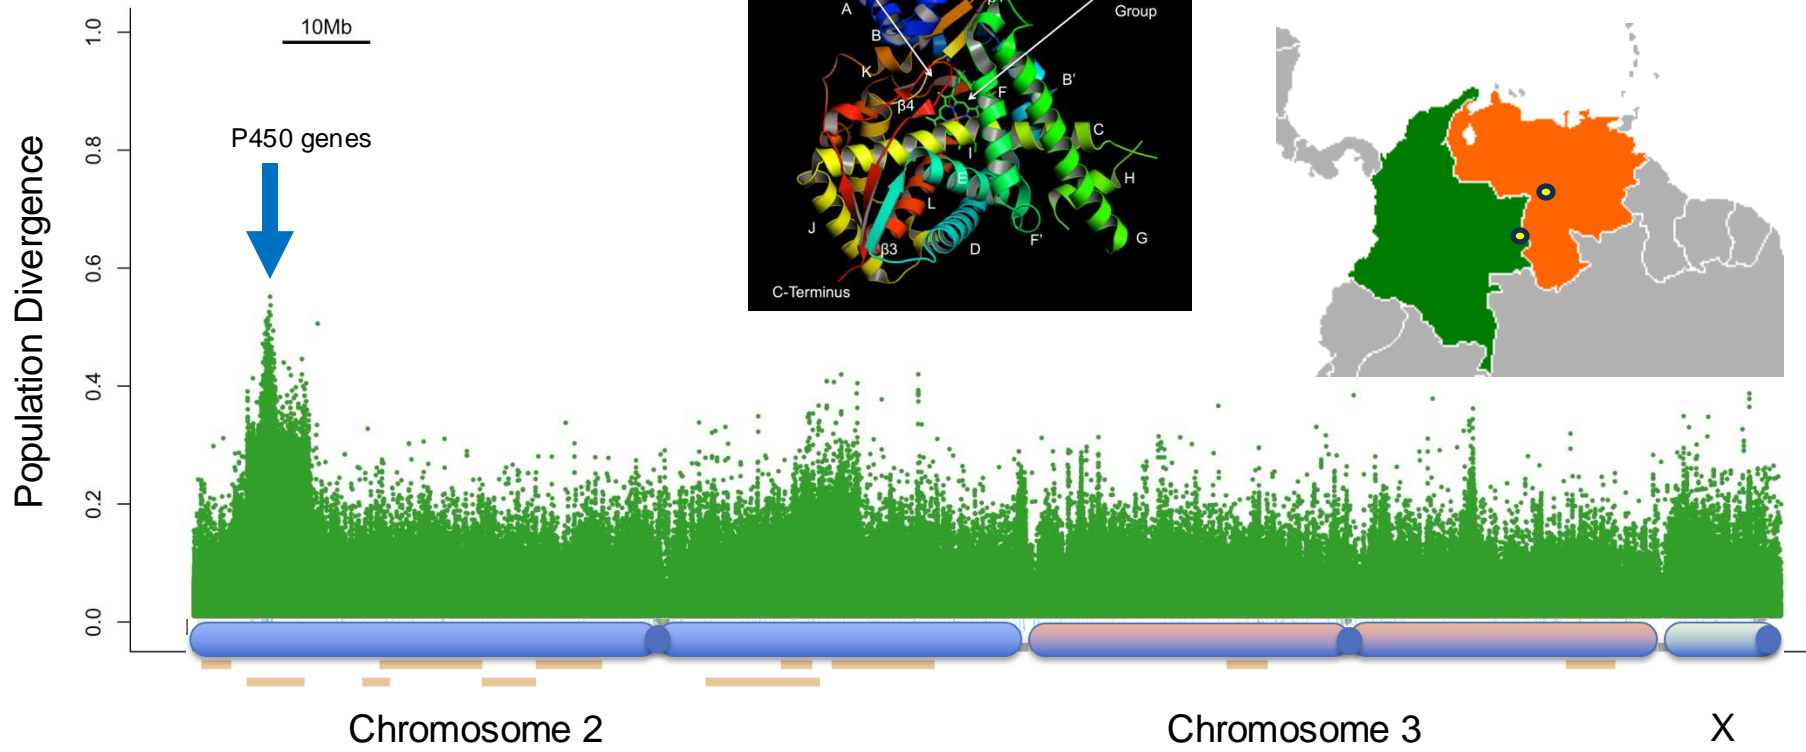 1.0
0.8
0.6
0.4
0.2
0.0
Population Divergence
10Mb
P450 genes
A
B
K
β4
I
E
L
J
β3
D
F
B'
C
H
F'
G
Group
C-Terminus
Chromosome 2
Chromosome 3
X